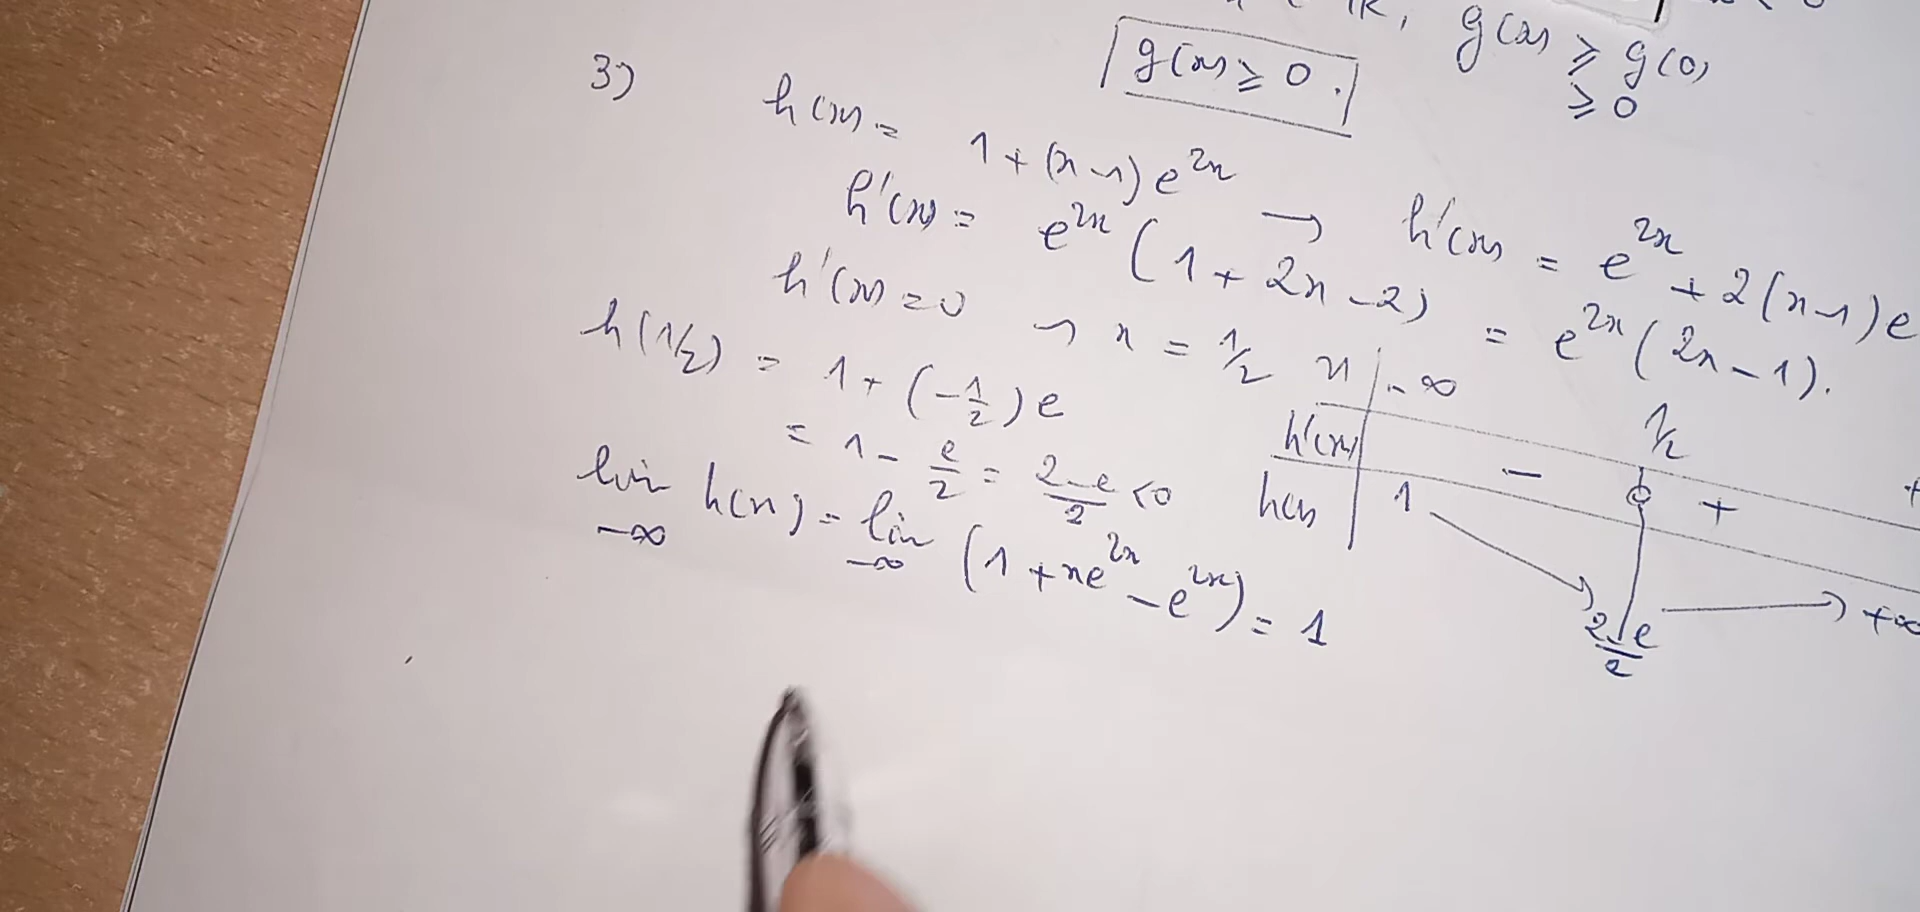 g(x) ⩾ g(0)
g(x) ⩾ 0.
⩾ 0
3)
h(x) = 1 + (x-1) e^{2x} → h'(x) = e^{2x} + 2(x-1)e
h'(x) = e^{2x} (1 + 2x - 2) = e^{2x} (2x - 1).
h'(x) = 0 → x = 1/2
h(1/2) = 1 + (-1/2) e
= 1 - e/2 = (2-e)/2 < 0
lim_{-∞} h(x) = lim_{-∞} (1 + xe^{2x} - e^{2x}) = 1
x | -∞ 1/2
h'(x) | - 0 +
h(x) | 1 ↘ (2-e)/2 → +∞